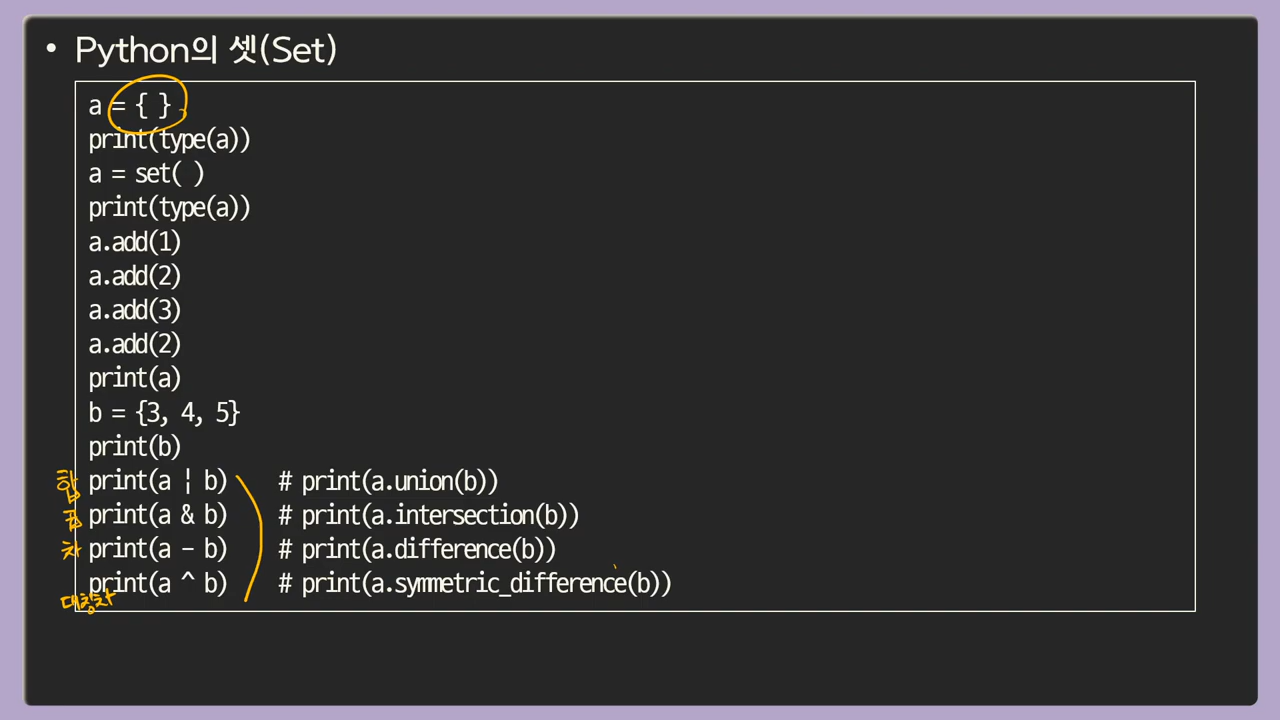 • Python의 셋(Set)
a = { }
print(type(a))
a = set( )
print(type(a))
a.add(1)
a.add(2)
a.add(3)
a.add(2)
print(a)
b = {3, 4, 5}
print(b)
합 print(a | b) # print(a.union(b))
교 print(a & b) # print(a.intersection(b))
차 print(a - b) # print(a.difference(b))
print(a ^ b) # print(a.symmetric_difference(b))
대칭차